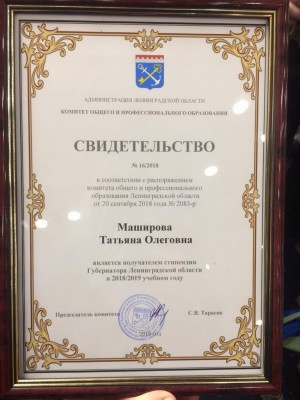 АДМИНИСТРАЦИЯ ЛЕНИНГРАДСКОЙ ОБЛАСТИ
КОМИТЕТ ОБЩЕГО И ПРОФЕССИОНАЛЬНОГО ОБРАЗОВАНИЯ
СВИДЕТЕЛЬСТВО
№ 16/2018
в соответствие с распоряжением
комитета общего и профессионального
образования Ленинградской области
от 20 сентября 2018 года № 2083-р
Маширова
Татьяна Олеговна
является получателем стипендии
Губернатора Ленинградской области
в 2018/2019 учебном году
Председатель комитета
С.В. Тарасов